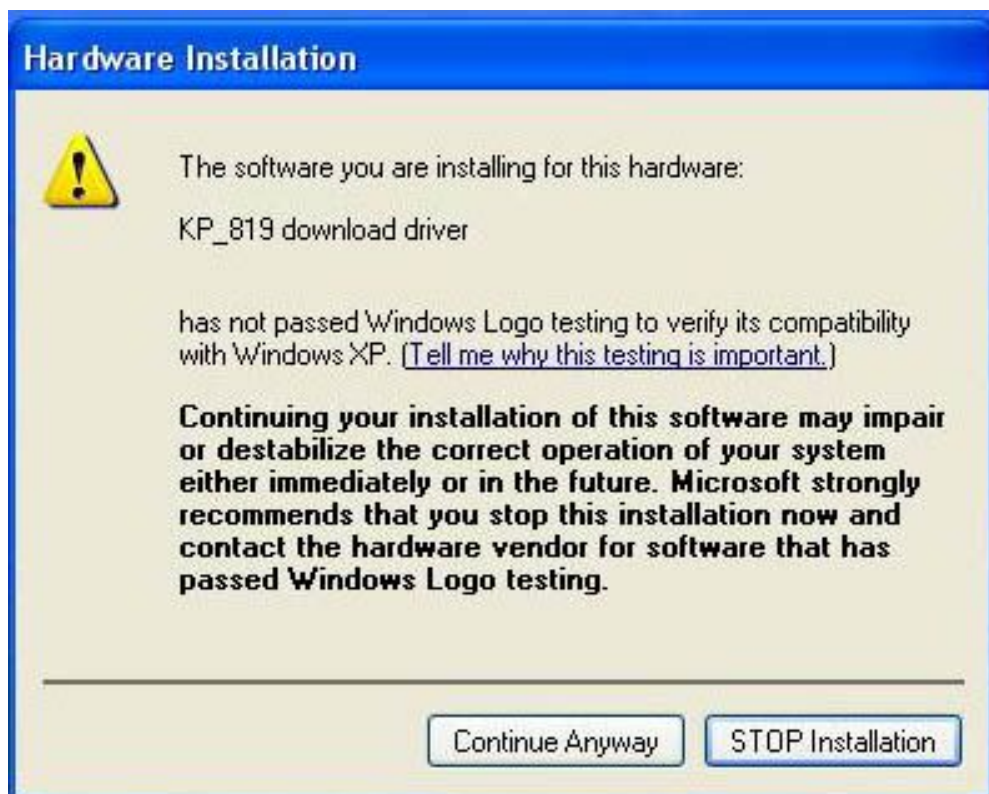 Hardware Installation
The software you are installing for this hardware:
KP_819 download driver
has not passed Windows Logo testing to verify its compatibility
with Windows XP. (Tell me why this testing is important.)
Continuing your installation of this software may impair
or destabilize the correct operation of your system
either immediately or in the future. Microsoft strongly
recommends that you stop this installation now and
contact the hardware vendor for software that has
passed Windows Logo testing.
Continue Anyway
STOP Installation